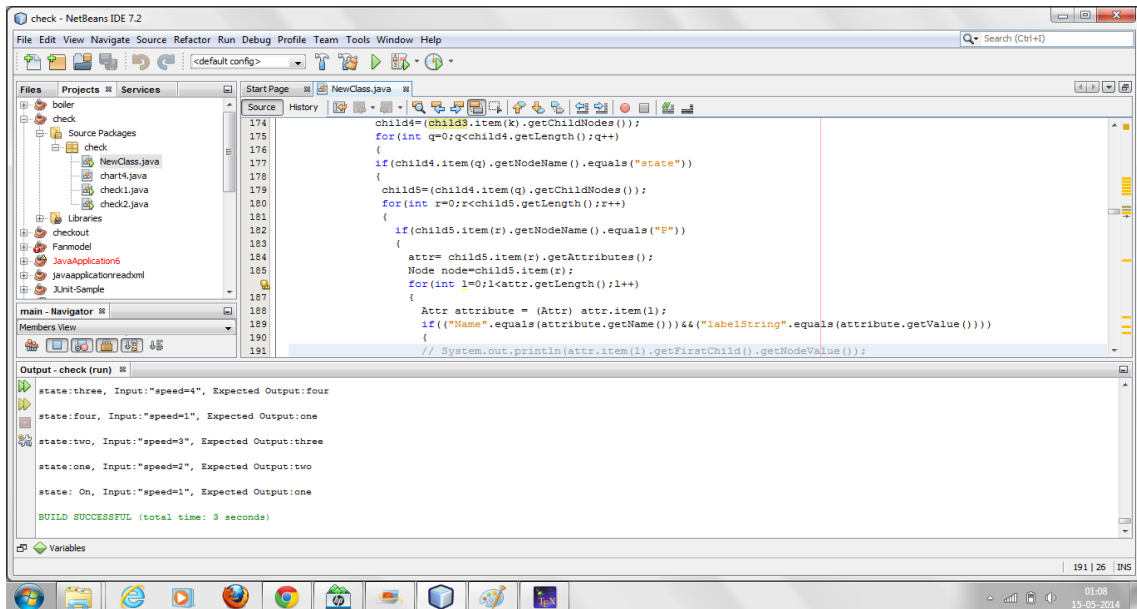 check - NetBeans IDE 7.2
File Edit View Navigate Source Refactor Run Debug Profile Team Tools Window Help
Search (Ctrl+I)
<default config>
Files Projects Services
Start Page NewClass.java
Source History
boiler
check
Source Packages
check
NewClass.java
chart4.java
check1.java
check2.java
Libraries
checkout
Fanmodel
JavaApplication6
javaapplicationreadxml
JUnit-Sample
main - Navigator
Members View
174 child4=(child3.item(k).getChildNodes());
175 for(int q=0;q<child4.getLength();q++)
176 {
177 if(child4.item(q).getNodeName().equals("state"))
178 {
179 child5=(child4.item(q).getChildNodes());
180 for(int r=0;r<child5.getLength();r++)
181 {
182 if(child5.item(r).getNodeName().equals("P"))
183 {
184 attr= child5.item(r).getAttributes();
185 Node node=child5.item(r);
for(int l=0;l<attr.getLength();l++)
187 {
188 Attr attribute = (Attr) attr.item(l);
189 if(("Name".equals(attribute.getName()))&&("labelString".equals(attribute.getValue())))
190 {
191 // System.out.println(attr.item(l).getFirstChild().getNodeValue());
Output - check (run)
state:three, Input:"speed=4", Expected Output:four
state:four, Input:"speed=1", Expected Output:one
state:two, Input:"speed=3", Expected Output:three
state:one, Input:"speed=2", Expected Output:two
state: On, Input:"speed=1", Expected Output:one
BUILD SUCCESSFUL (total time: 3 seconds)
Variables
191 | 26 INS
hp
TEX
01:08
15-05-2014